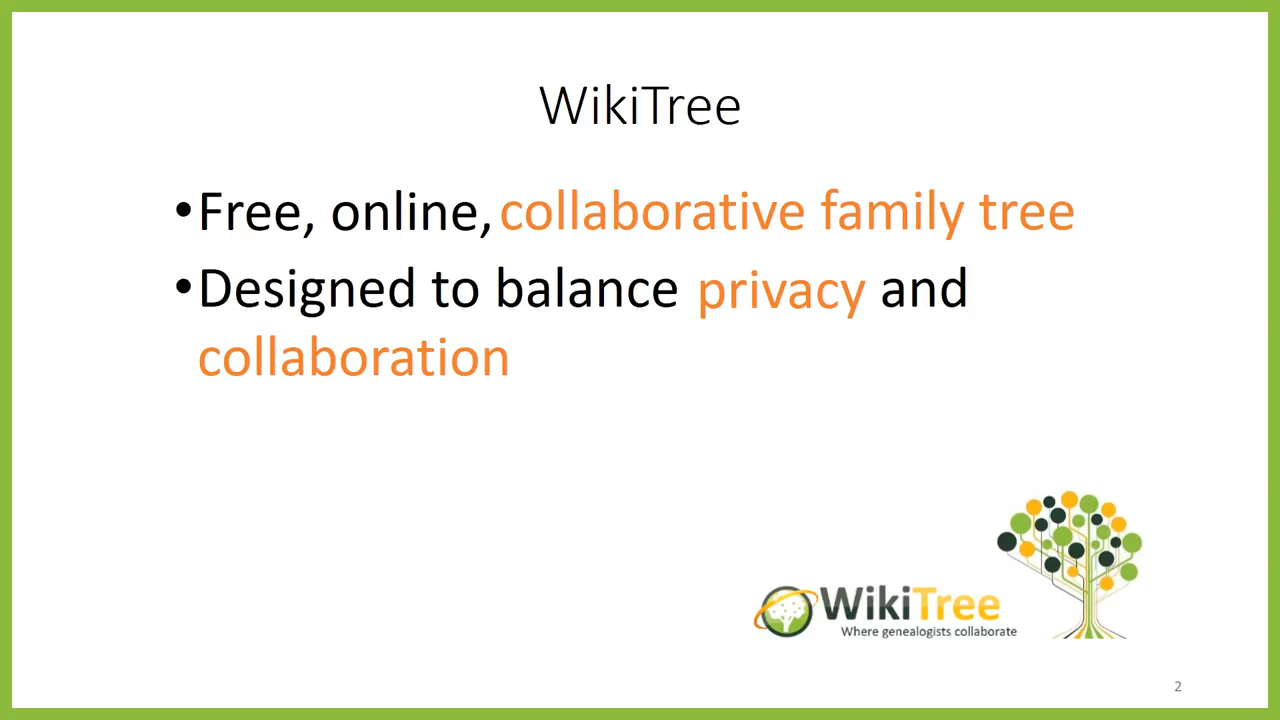 WikiTree
•Free, online, collaborative family tree
•Designed to balance privacy and
collaboration
WikiTree
Where genealogists collaborate
2